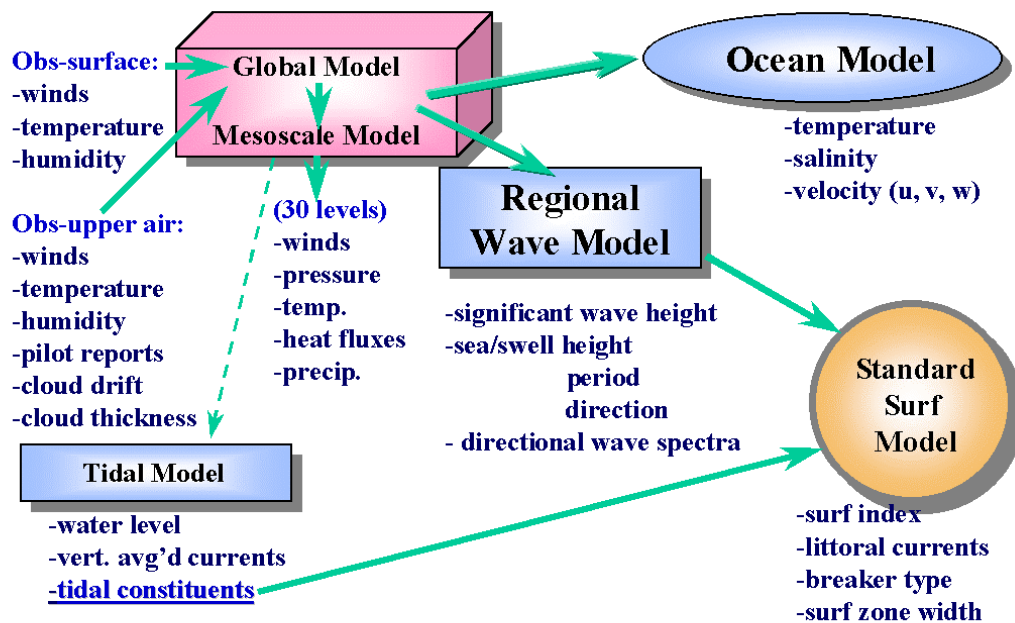 Obs-surface:
-winds
-temperature
-humidity
Global Model
Mesoscale Model
Ocean Model
-temperature
-salinity
-velocity (u, v, w)
Obs-upper air:
-winds
-temperature
-humidity
-pilot reports
-cloud drift
-cloud thickness
(30 levels)
-winds
-pressure
-temp.
-heat fluxes
-precip.
Regional
Wave Model
-significant wave height
-sea/swell height
period
direction
- directional wave spectra
Standard
Surf
Model
-surf index
-littoral currents
-breaker type
-surf zone width
Tidal Model
-water level
-vert. avg’d currents
-tidal constituents